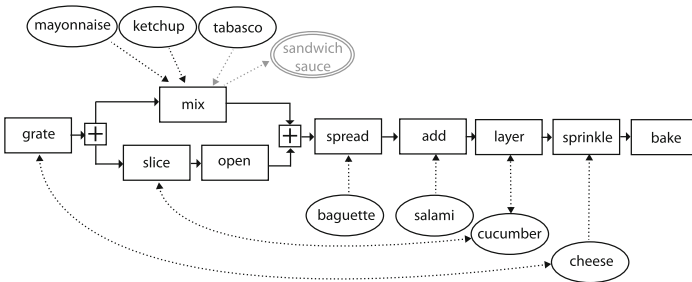 mayonnaise
ketchup
tabasco
sandwich
sauce
grate
+
mix
slice
open
+
spread
add
layer
sprinkle
bake
baguette
salami
cucumber
cheese